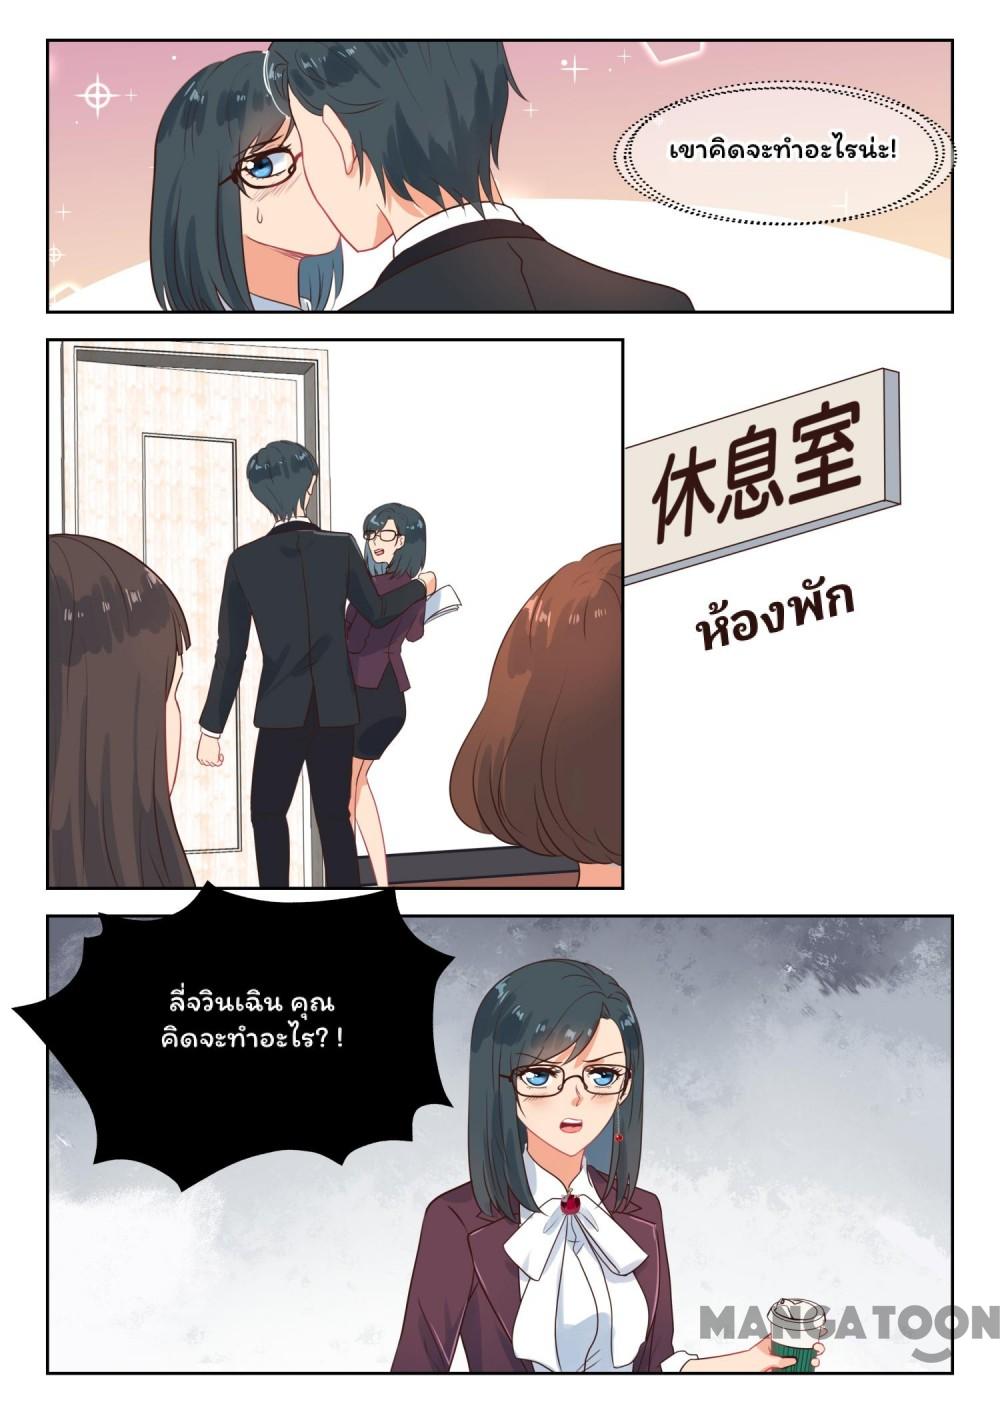 เขาคิดจะทำอะไรน่ะ!
休息室
ห้องพัก
ลี่จวินเฉิน คุณ
คิดจะทำอะไร?!
MANGATOON